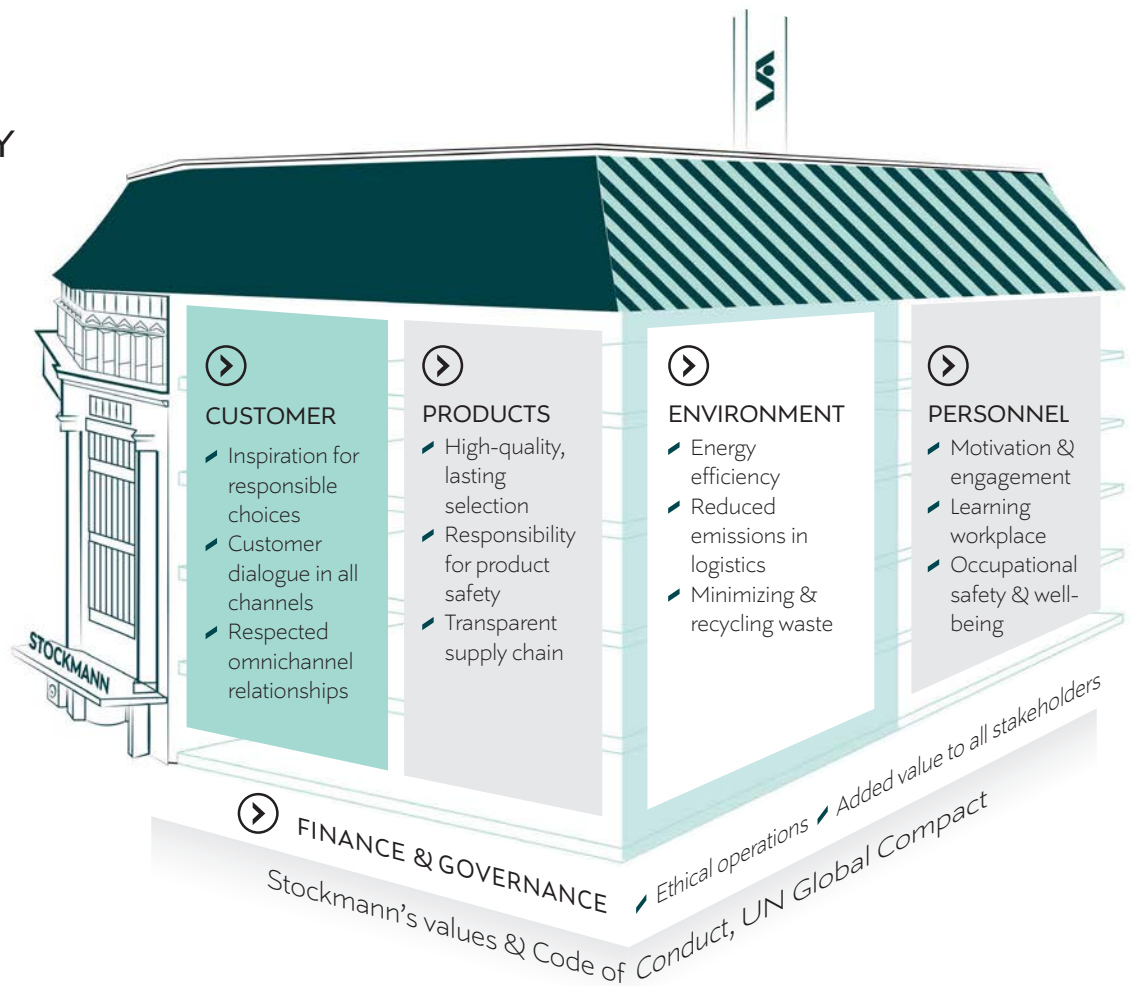 Y
STOCKMANN
CUSTOMER
Inspiration for
responsible
choices
Customer
dialogue in all
channels
Respected
omnichannel
relationships
PRODUCTS
High-quality,
lasting
selection
Responsibility
for product
safety
Transparent
supply chain
ENVIRONMENT
Energy
efficiency
Reduced
emissions in
logistics
Minimizing &
recycling waste
PERSONNEL
Motivation &
engagement
Learning
workplace
Occupational
safety & well-
being
FINANCE & GOVERNANCE
Ethical operations Added value to all stakeholders
Stockmann's values & Code of Conduct, UN Global Compact